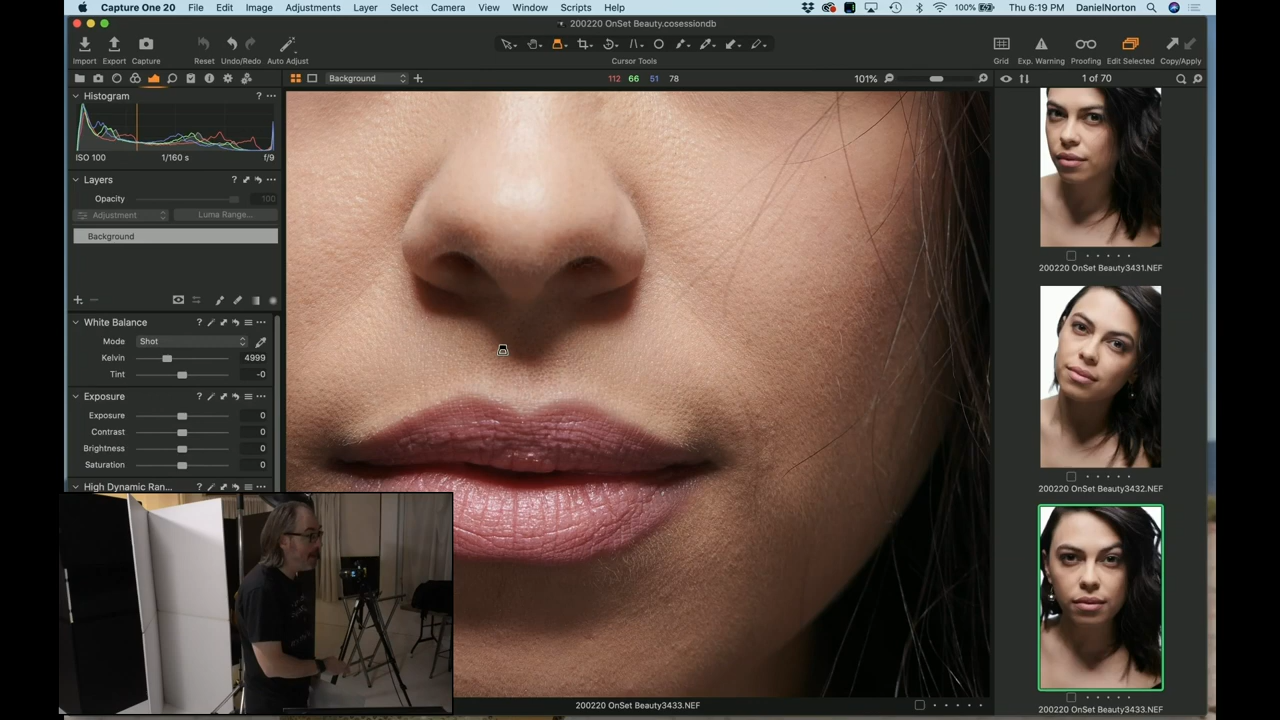 Capture One 20 File Edit Image Adjustments Layer Select Camera View Window Scripts Help 100% Thu 6:19 PM DanielNorton
200220 OnSet Beauty.cosessiondb
Import Export Capture Reset Undo/Redo Auto Adjust Cursor Tools Grid Exp. Warning Proofing Edit Selected Copy/Apply
Background 112 66 51 78 101% 1 of 70
Histogram ?
ISO 100 1/160 s f/9
Layers ?
Opacity 100
Adjustment Luma Range...
Background
White Balance ?
Mode Shot
Kelvin 4999
Tint -0
Exposure ?
Exposure 0
Contrast 0
Brightness 0
Saturation 0
High Dynamic Ran... ?
200220 OnSet Beauty3433.NEF
200220 OnSet Beauty3431.NEF
200220 OnSet Beauty3432.NEF
200220 OnSet Beauty3433.NEF